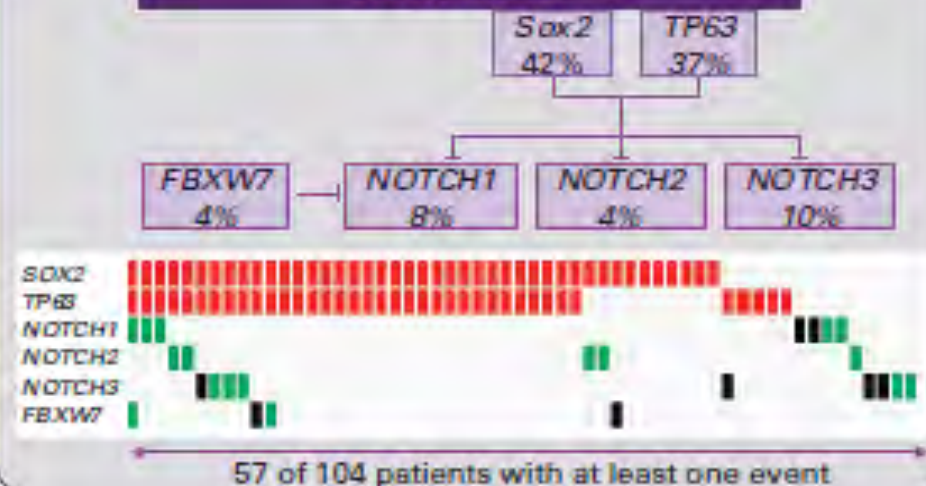 Sox2 TP63
42% 37%
FBXW7 NOTCH1 NOTCH2 NOTCH3
4% 8% 4% 10%
SOX2
TP63
NOTCH1
NOTCH2
NOTCH3
FBXW7
57 of 104 patients with at least one event